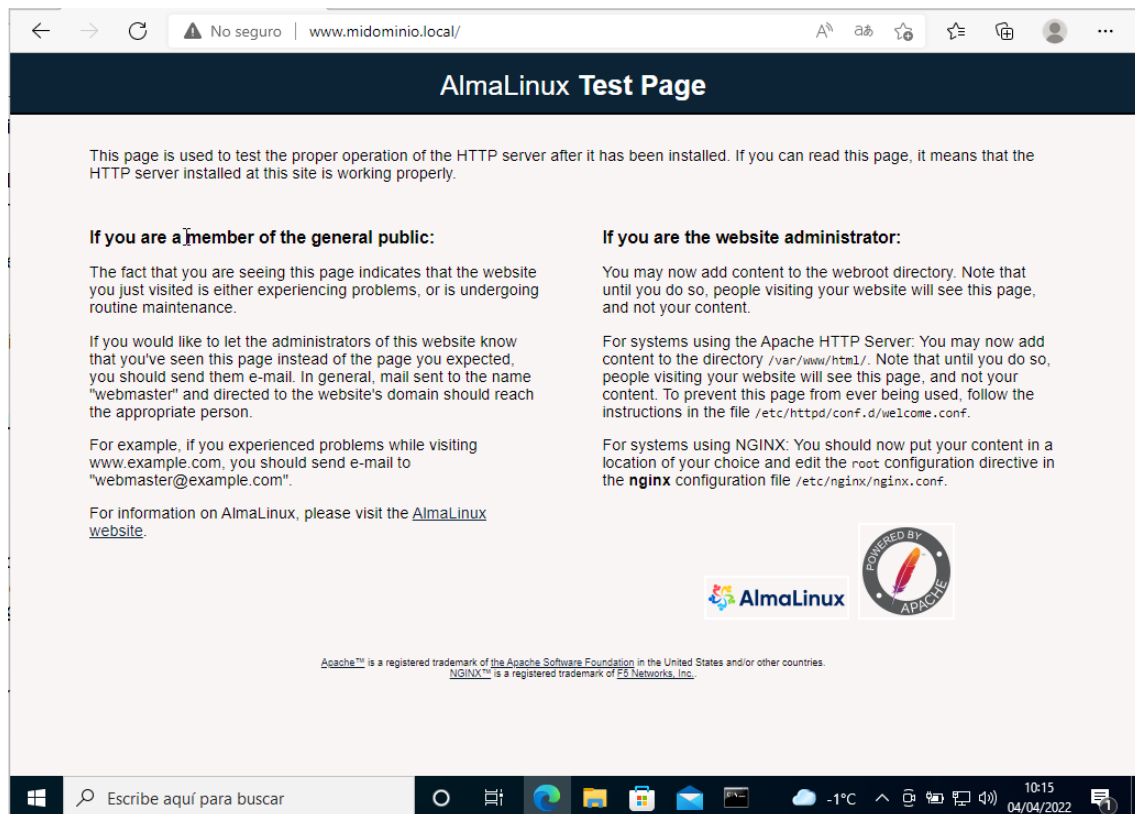 No seguro www.midominio.local/
AlmaLinux Test Page
This page is used to test the proper operation of the HTTP server after it has been installed. If you can read this page, it means that the
HTTP server installed at this site is working properly.
If you are a member of the general public:
The fact that you are seeing this page indicates that the website
you just visited is either experiencing problems, or is undergoing
routine maintenance.
If you would like to let the administrators of this website know
that you've seen this page instead of the page you expected,
you should send them e-mail. In general, mail sent to the name
"webmaster" and directed to the website's domain should reach
the appropriate person.
For example, if you experienced problems while visiting
www.example.com, you should send e-mail to
"webmaster@example.com".
For information on AlmaLinux, please visit the AlmaLinux
website.
If you are the website administrator:
You may now add content to the webroot directory. Note that
until you do so, people visiting your website will see this page,
and not your content.
For systems using the Apache HTTP Server: You may now add
content to the directory /var/www/html/. Note that until you do so,
people visiting your website will see this page, and not your
content. To prevent this page from ever being used, follow the
instructions in the file /etc/httpd/conf.d/welcome.conf.
For systems using NGINX: You should now put your content in a
location of your choice and edit the root configuration directive in
the nginx configuration file /etc/nginx/nginx.conf.
AlmaLinux
POWERED BY
APACHE
Apache™ is a registered trademark of the Apache Software Foundation in the United States and/or other countries.
NGINX™ is a registered trademark of F5 Networks, Inc..
Escribe aquí para buscar
-1°C
10:15
04/04/2022
1